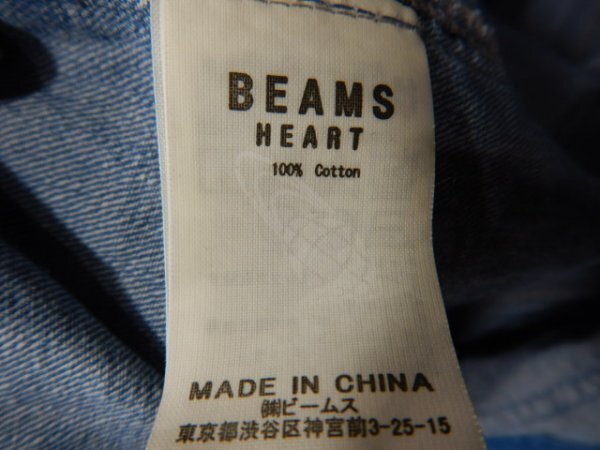 BEAMS
HEART
100% Cotton
MADE IN CHINA
㈱ビームス
東京都渋谷区神宮前3-25-15